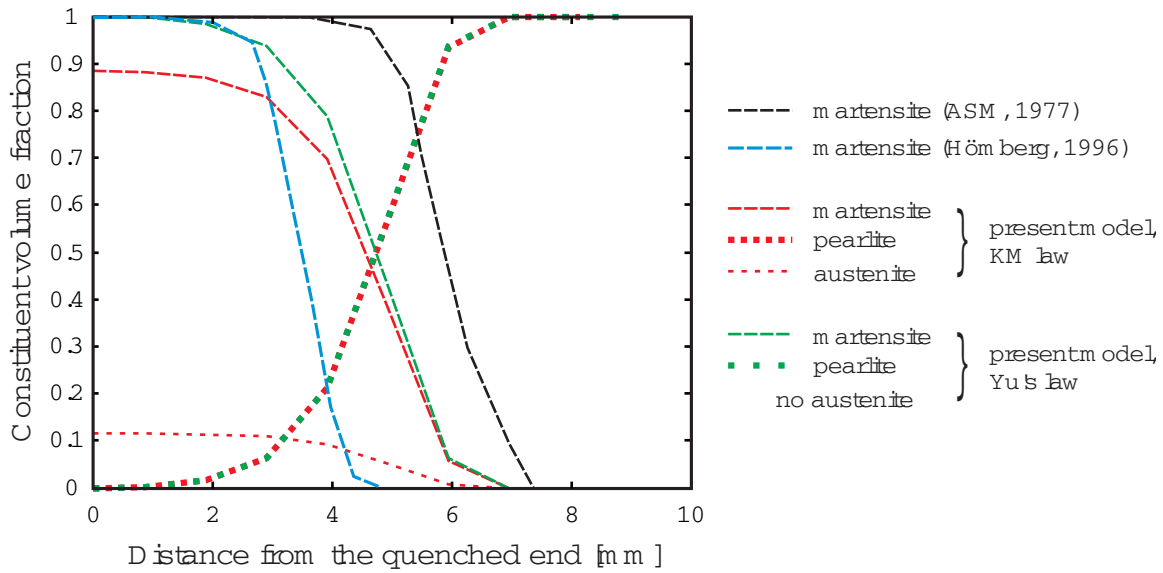 Constituent volume fraction
1
0.9
0.8
0.7
0.6
0.5
0.4
0.3
0.2
0.1
0
0
2
4
6
8
10
Distance from the quenched end [mm]
martensite (ASM, 1977)
martensite (Hömberg, 1996)
martensite
pearlite
austenite
present model,
KM law
martensite
pearlite
no austenite
present model,
Yu's law